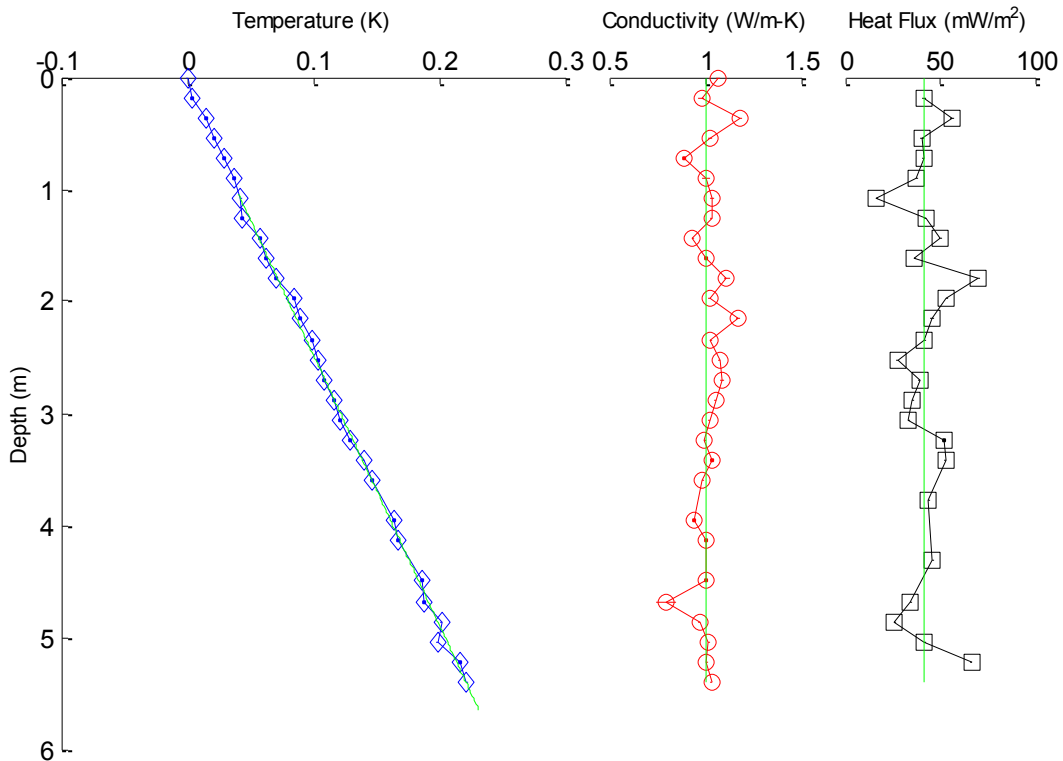 Temperature (K) Conductivity (W/m-K) Heat Flux (mW/m²)
-0.1 0 0.1 0.2 0.3 0.5 1 1.5 0 50 100
0
1
2
3
4
5
6
Depth (m)